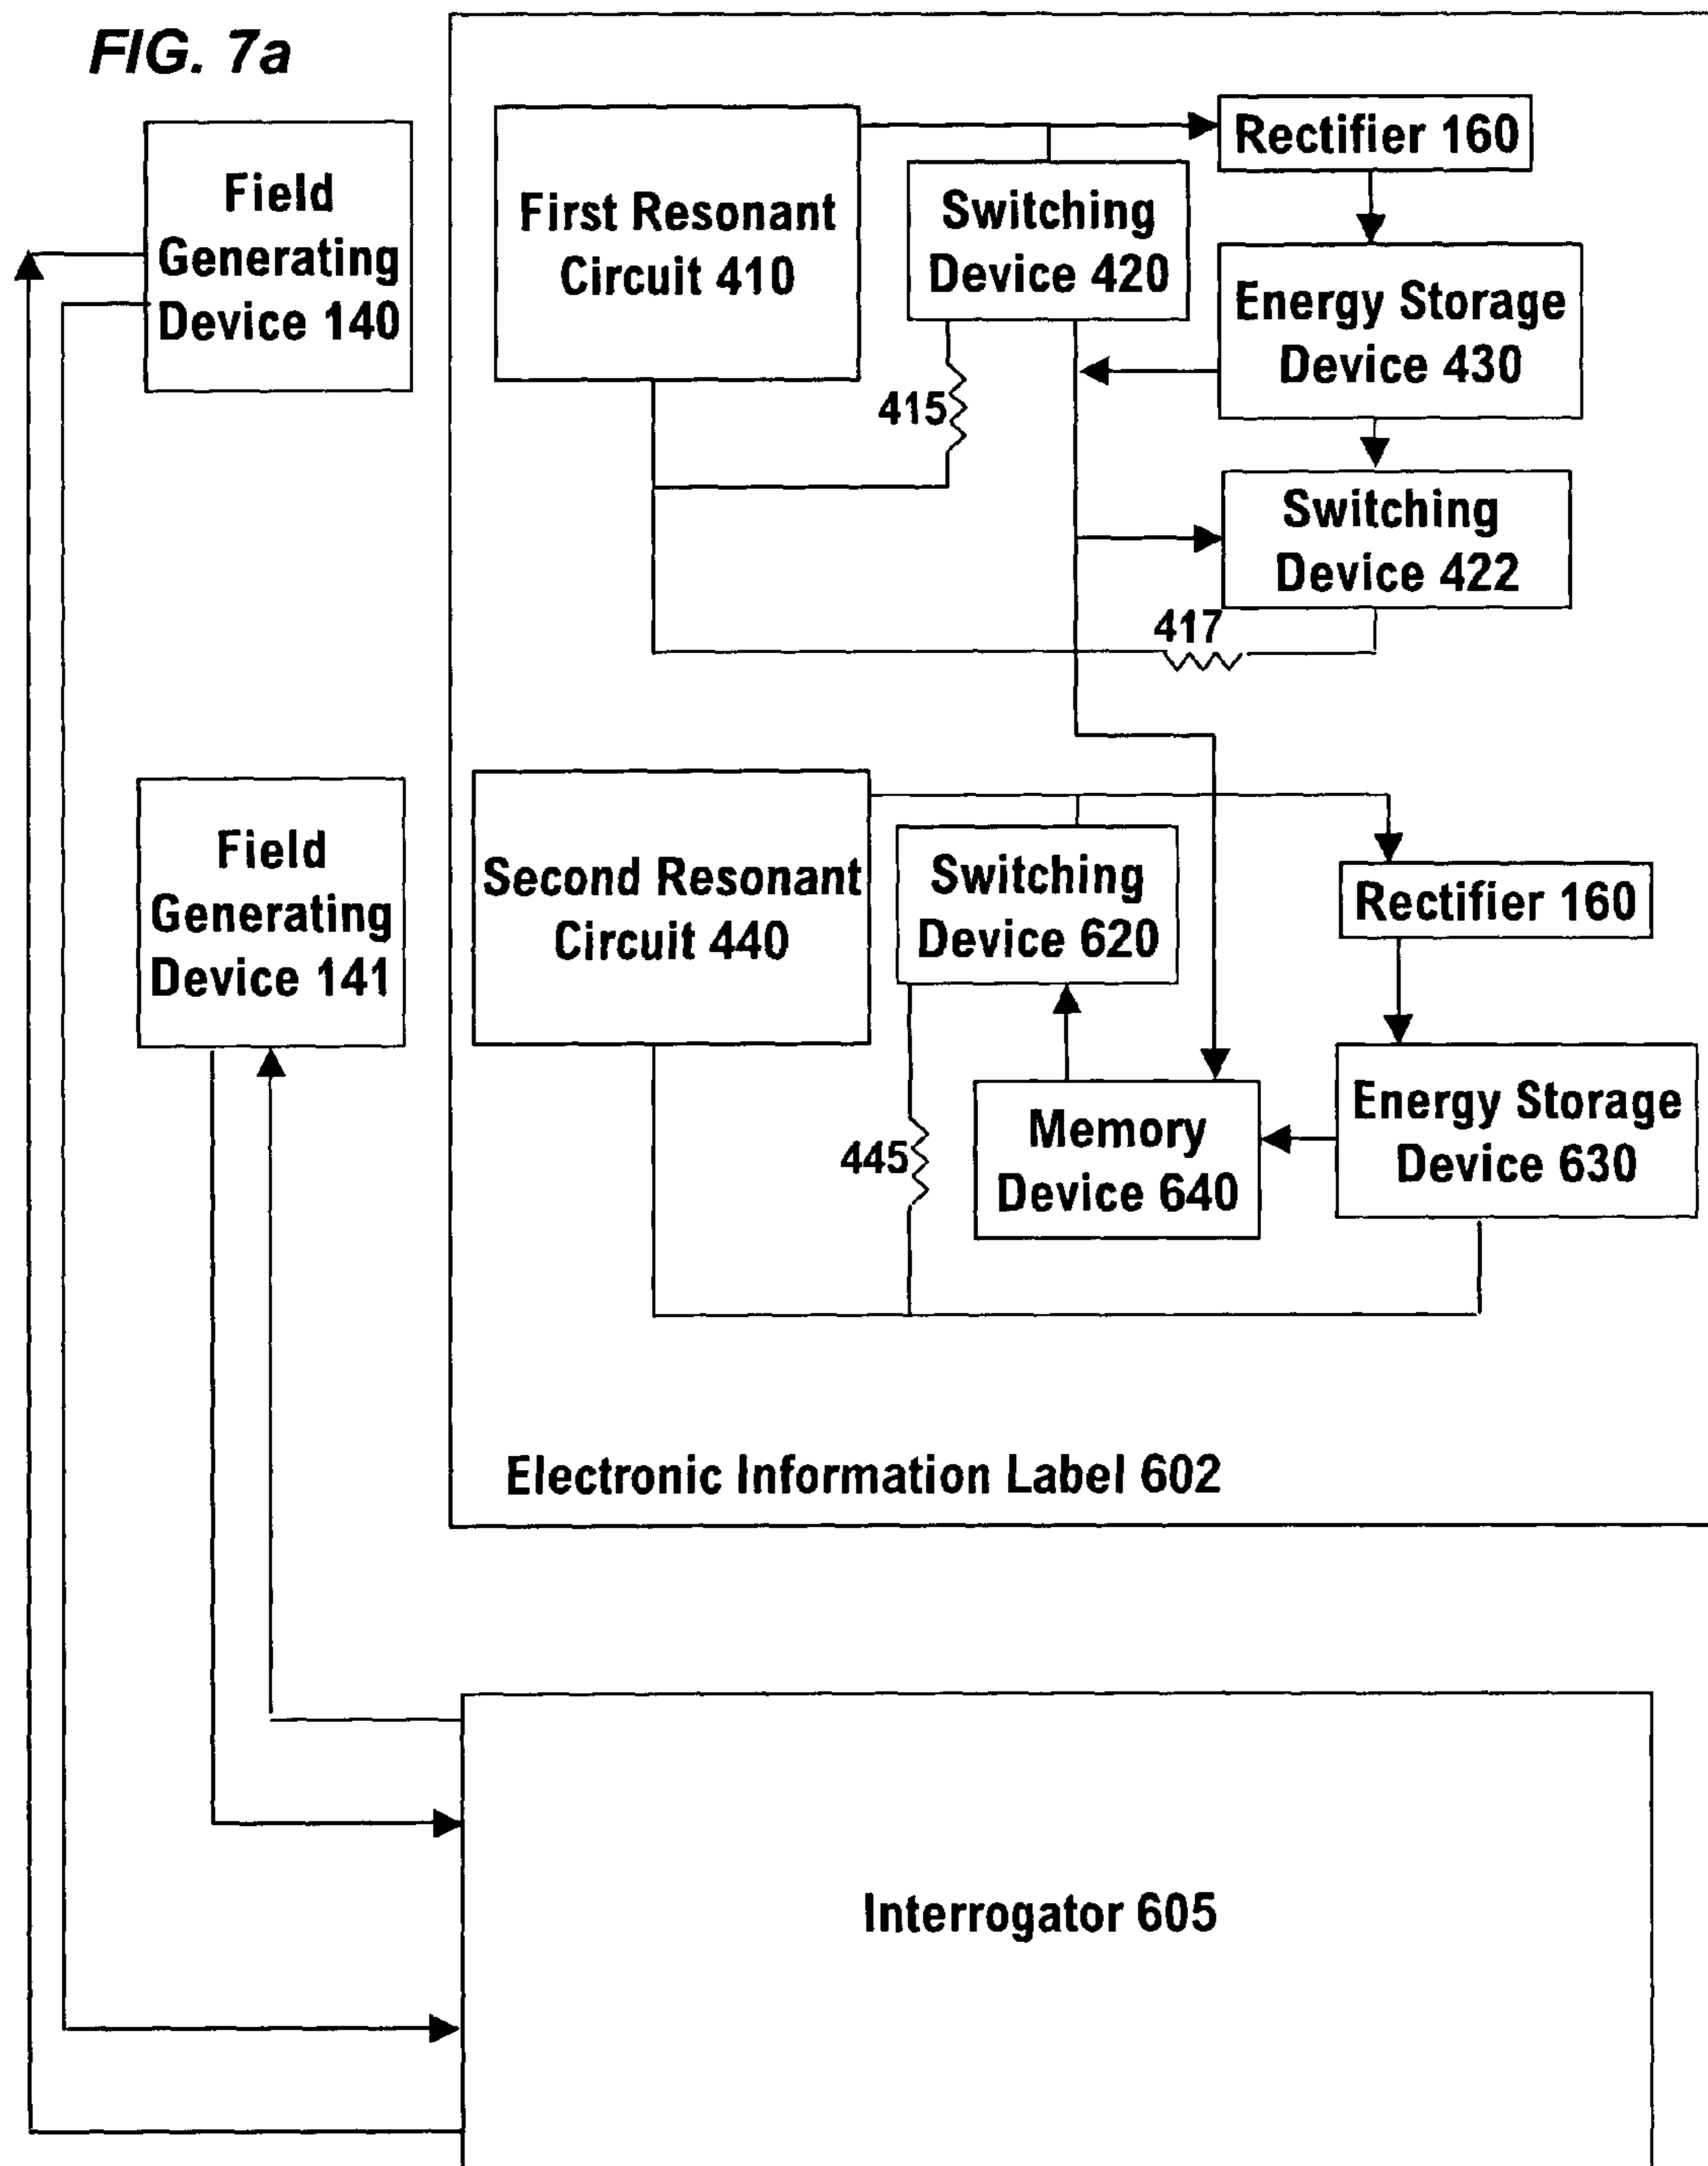 FIG. 7a
Field
Generating
Device 140
First Resonant
Circuit 410
Switching
Device 420
Rectifier 160
Energy Storage
Device 430
415
Switching
Device 422
417
Field
Generating
Device 141
Second Resonant
Circuit 440
Switching
Device 620
Rectifier 160
445
Memory
Device 640
Energy Storage
Device 630
Electronic Information Label 602
Interrogator 605